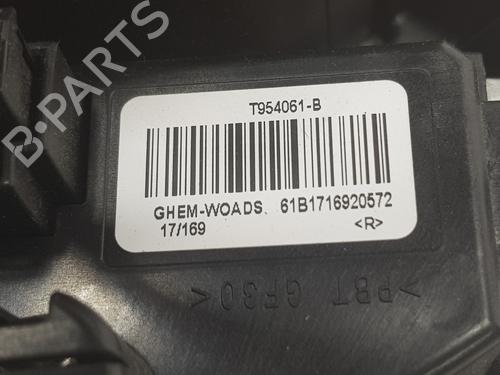 T954061-B
GHEM-WOADS. 61B1716920572
17/169 <R>
>PBT GF30<
B-PARTS